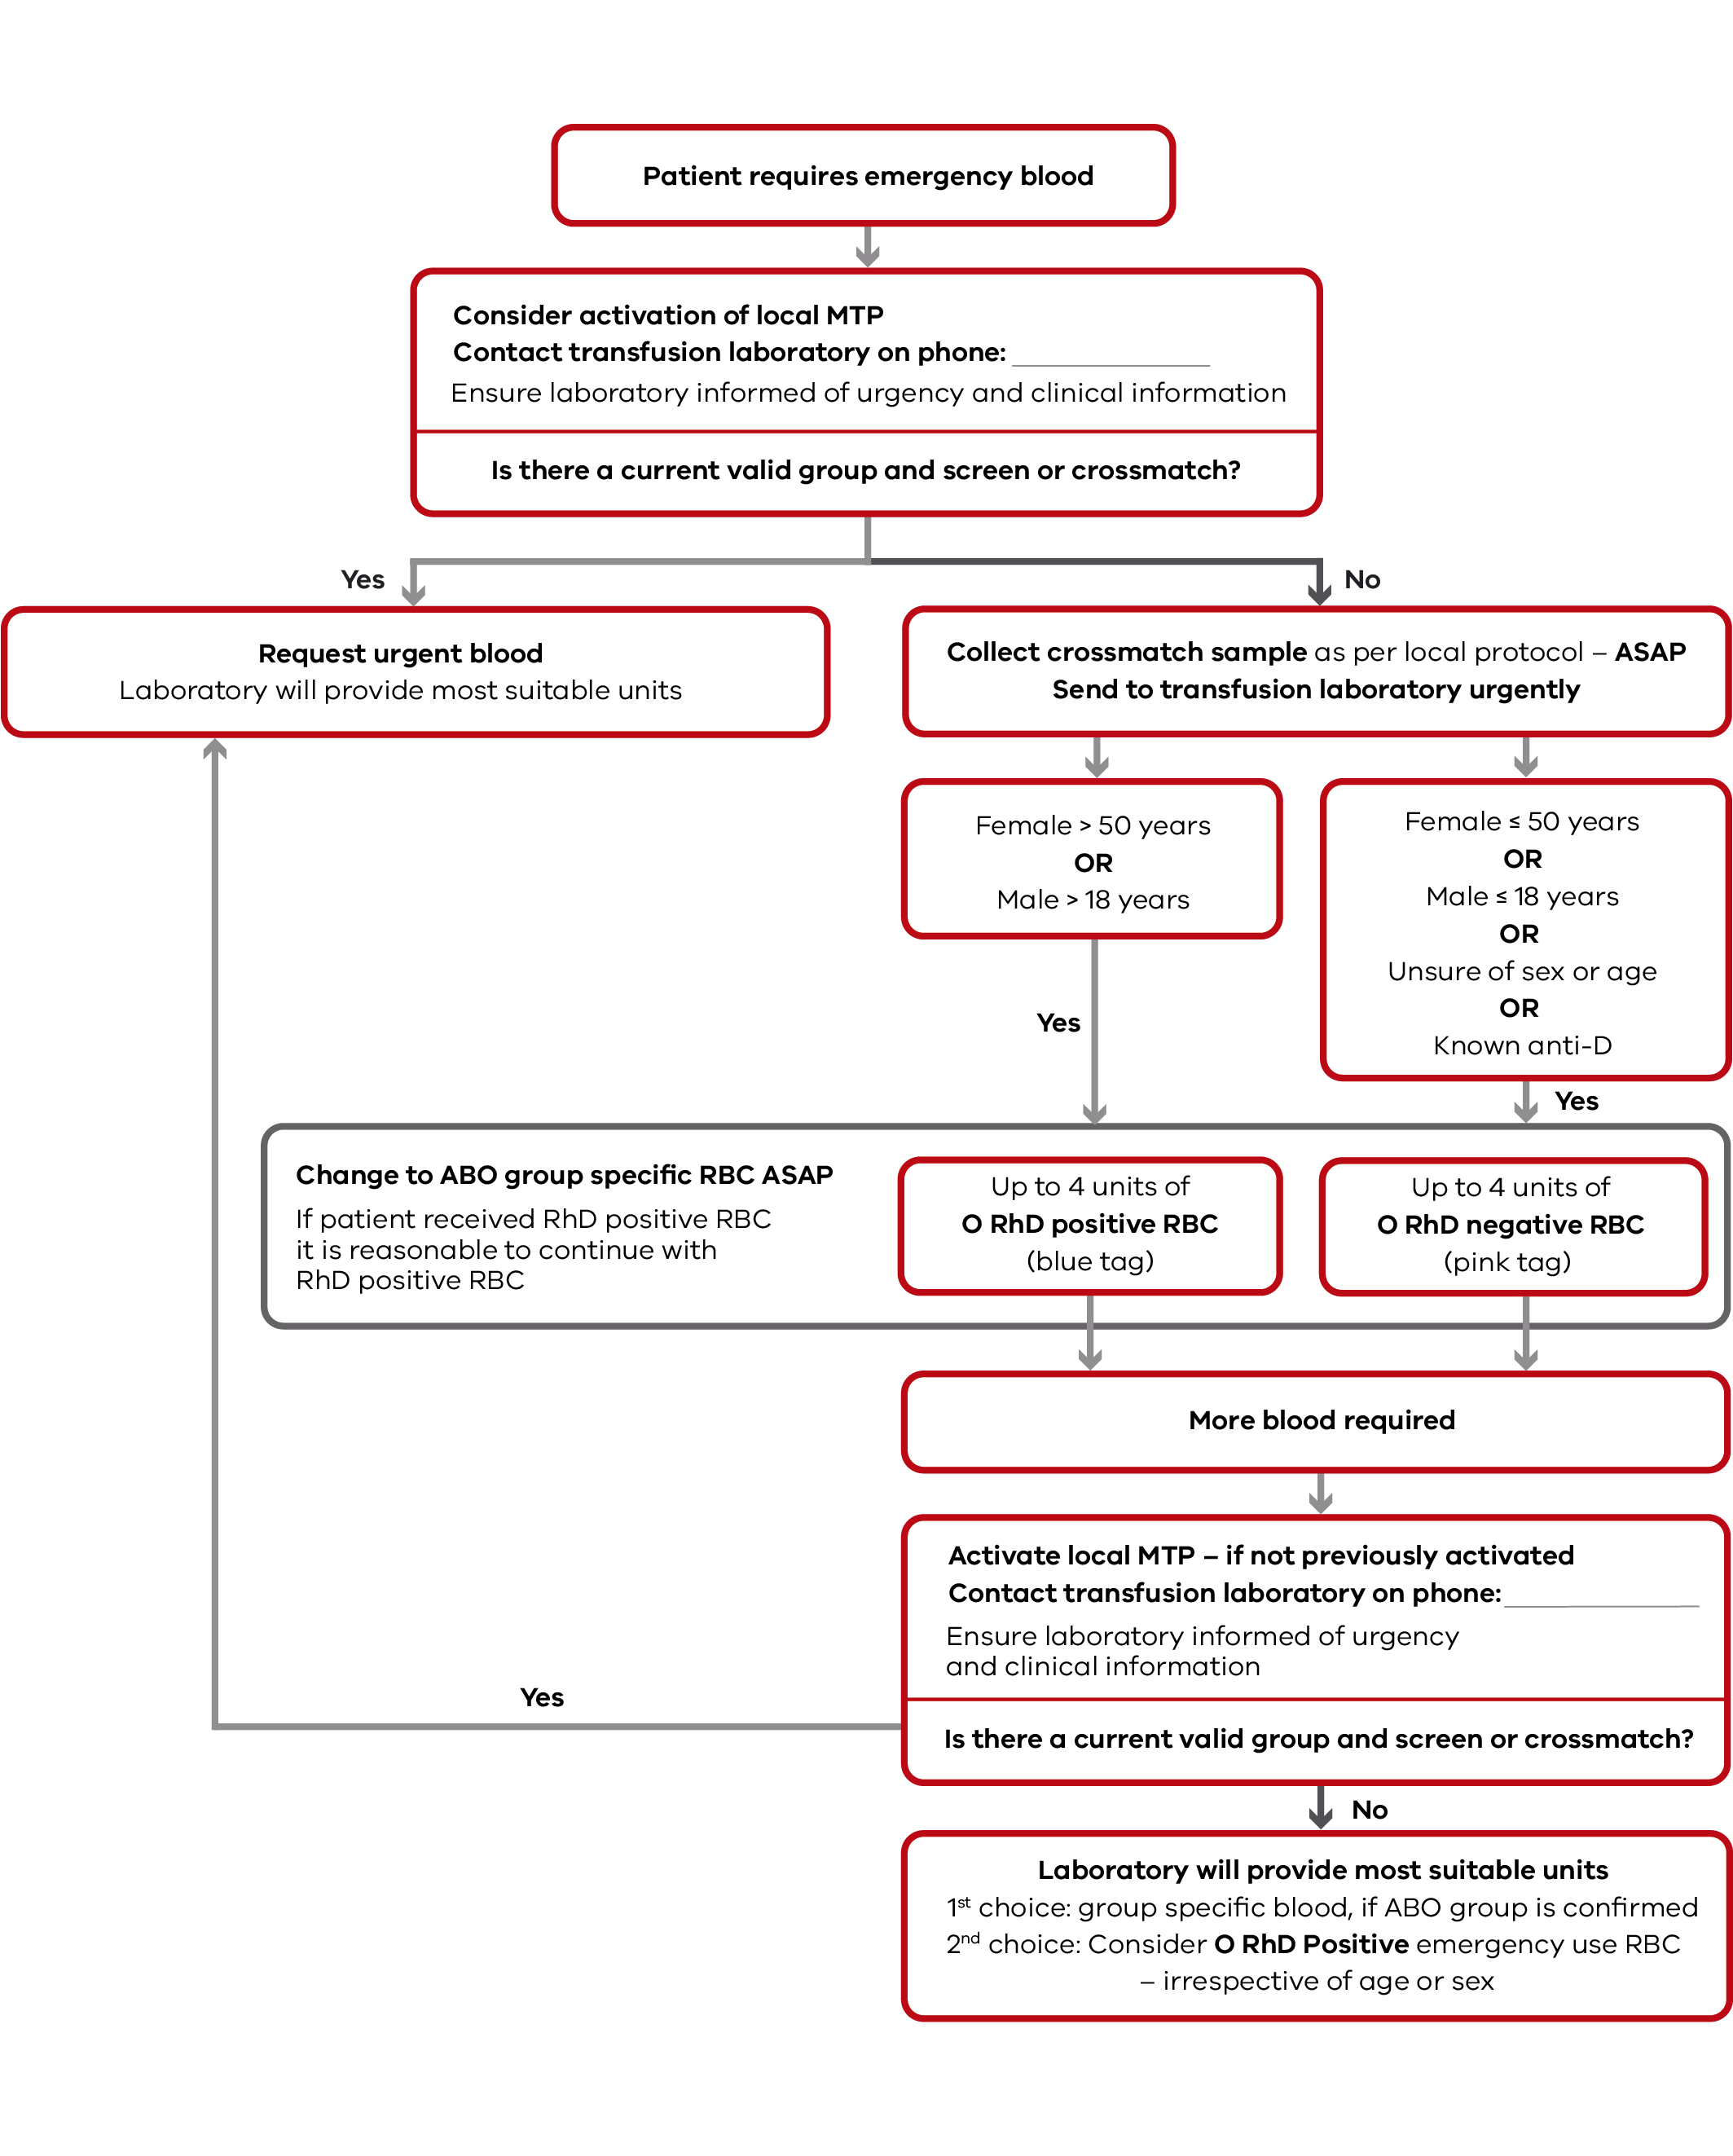 Patient requires emergency blood
Consider activation of local MTP
Contact transfusion laboratory on phone: ______________
Ensure laboratory informed of urgency and clinical information
Is there a current valid group and screen or crossmatch?
Yes
No
Request urgent blood
Laboratory will provide most suitable units
Collect crossmatch sample as per local protocol – ASAP
Send to transfusion laboratory urgently
Female > 50 years
OR
Male > 18 years
Female ≤ 50 years
OR
Male ≤ 18 years
OR
Unsure of sex or age
OR
Known anti-D
Yes
Yes
Change to ABO group specific RBC ASAP
If patient received RhD positive RBC
it is reasonable to continue with
RhD positive RBC
Up to 4 units of
O RhD positive RBC
(blue tag)
Up to 4 units of
O RhD negative RBC
(pink tag)
More blood required
Activate local MTP – if not previously activated
Contact transfusion laboratory on phone: ______________
Ensure laboratory informed of urgency
and clinical information
Is there a current valid group and screen or crossmatch?
Yes
No
Laboratory will provide most suitable units
1st choice: group specific blood, if ABO group is confirmed
2nd choice: Consider O RhD Positive emergency use RBC
– irrespective of age or sex